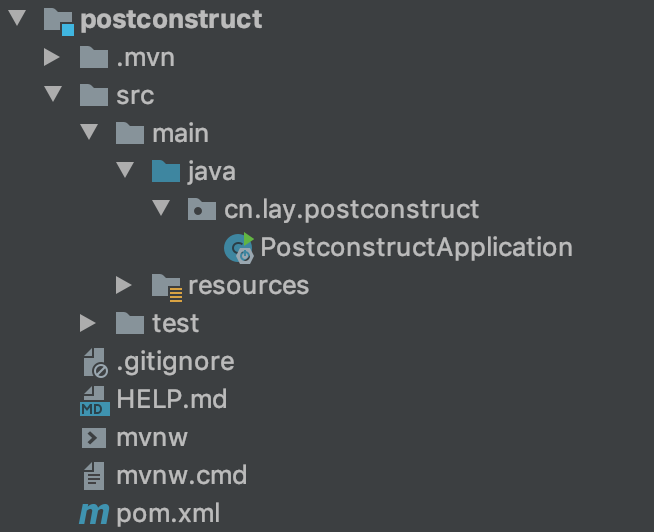 postconstruct
.mvn
src
main
java
cn.lay.postconstruct
PostconstructApplication
resources
test
.gitignore
MD HELP.md
mvnw
mvnw.cmd
m pom.xml